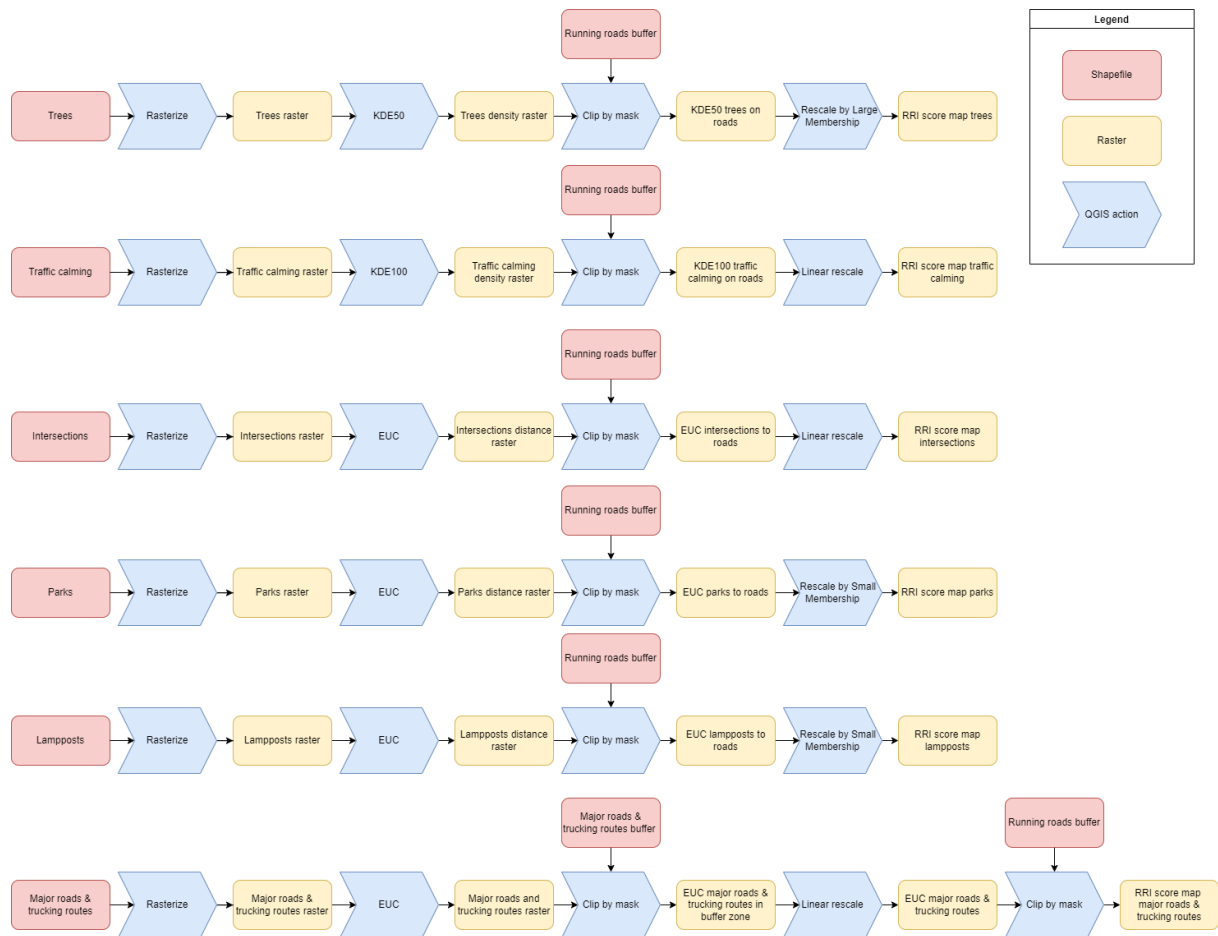 Legend
Shapefile
Raster
QGIS action
Running roads buffer
Trees
Rasterize
Trees raster
KDE50
Trees density raster
Clip by mask
KDE50 trees on
roads
Rescale by Large
Membership
RRI score map trees
Running roads buffer
Traffic calming
Rasterize
Traffic calming raster
KDE100
Traffic calming
density raster
Clip by mask
KDE100 traffic
calming on roads
Linear rescale
RRI score map traffic
calming
Running roads buffer
Intersections
Rasterize
Intersections raster
EUC
Intersections distance
raster
Clip by mask
EUC intersections to
roads
Linear rescale
RRI score map
intersections
Running roads buffer
Parks
Rasterize
Parks raster
EUC
Parks distance raster
Clip by mask
EUC parks to roads
Rescale by Small
Membership
RRI score map parks
Running roads buffer
Lampposts
Rasterize
Lampposts raster
EUC
Lampposts distance
raster
Clip by mask
EUC lampposts to
roads
Rescale by Small
Membership
RRI score map
lampposts
Major roads &
trucking routes buffer
Running roads buffer
Major roads &
trucking routes
Rasterize
Major roads &
trucking routes raster
EUC
Major roads and
trucking routes raster
Clip by mask
EUC major roads &
trucking routes in
buffer zone
Linear rescale
EUC major roads &
trucking routes
Clip by mask
RRI score map
major roads &
trucking routes